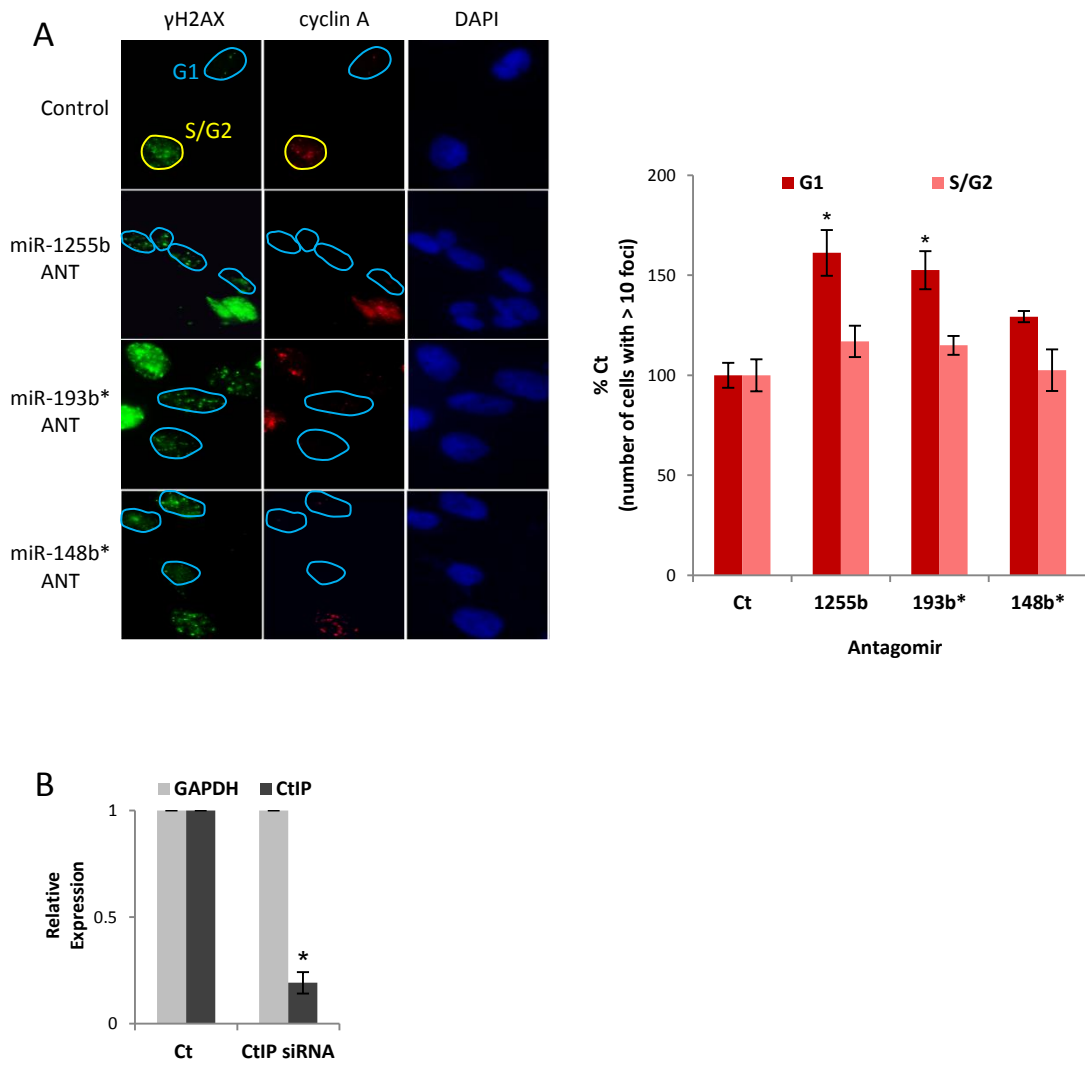 A
γH2AX cyclin A DAPI
Control
G1
S/G2
miR-1255b
ANT
miR-193b*
ANT
miR-148b*
ANT
G1 S/G2
200
150
100
50
0
% Ct
(number of cells with > 10 foci)
* *
Ct 1255b 193b* 148b*
Antagomir
B
GAPDH CtIP
1
0.5
0
Relative
Expression
*
Ct CtIP siRNA